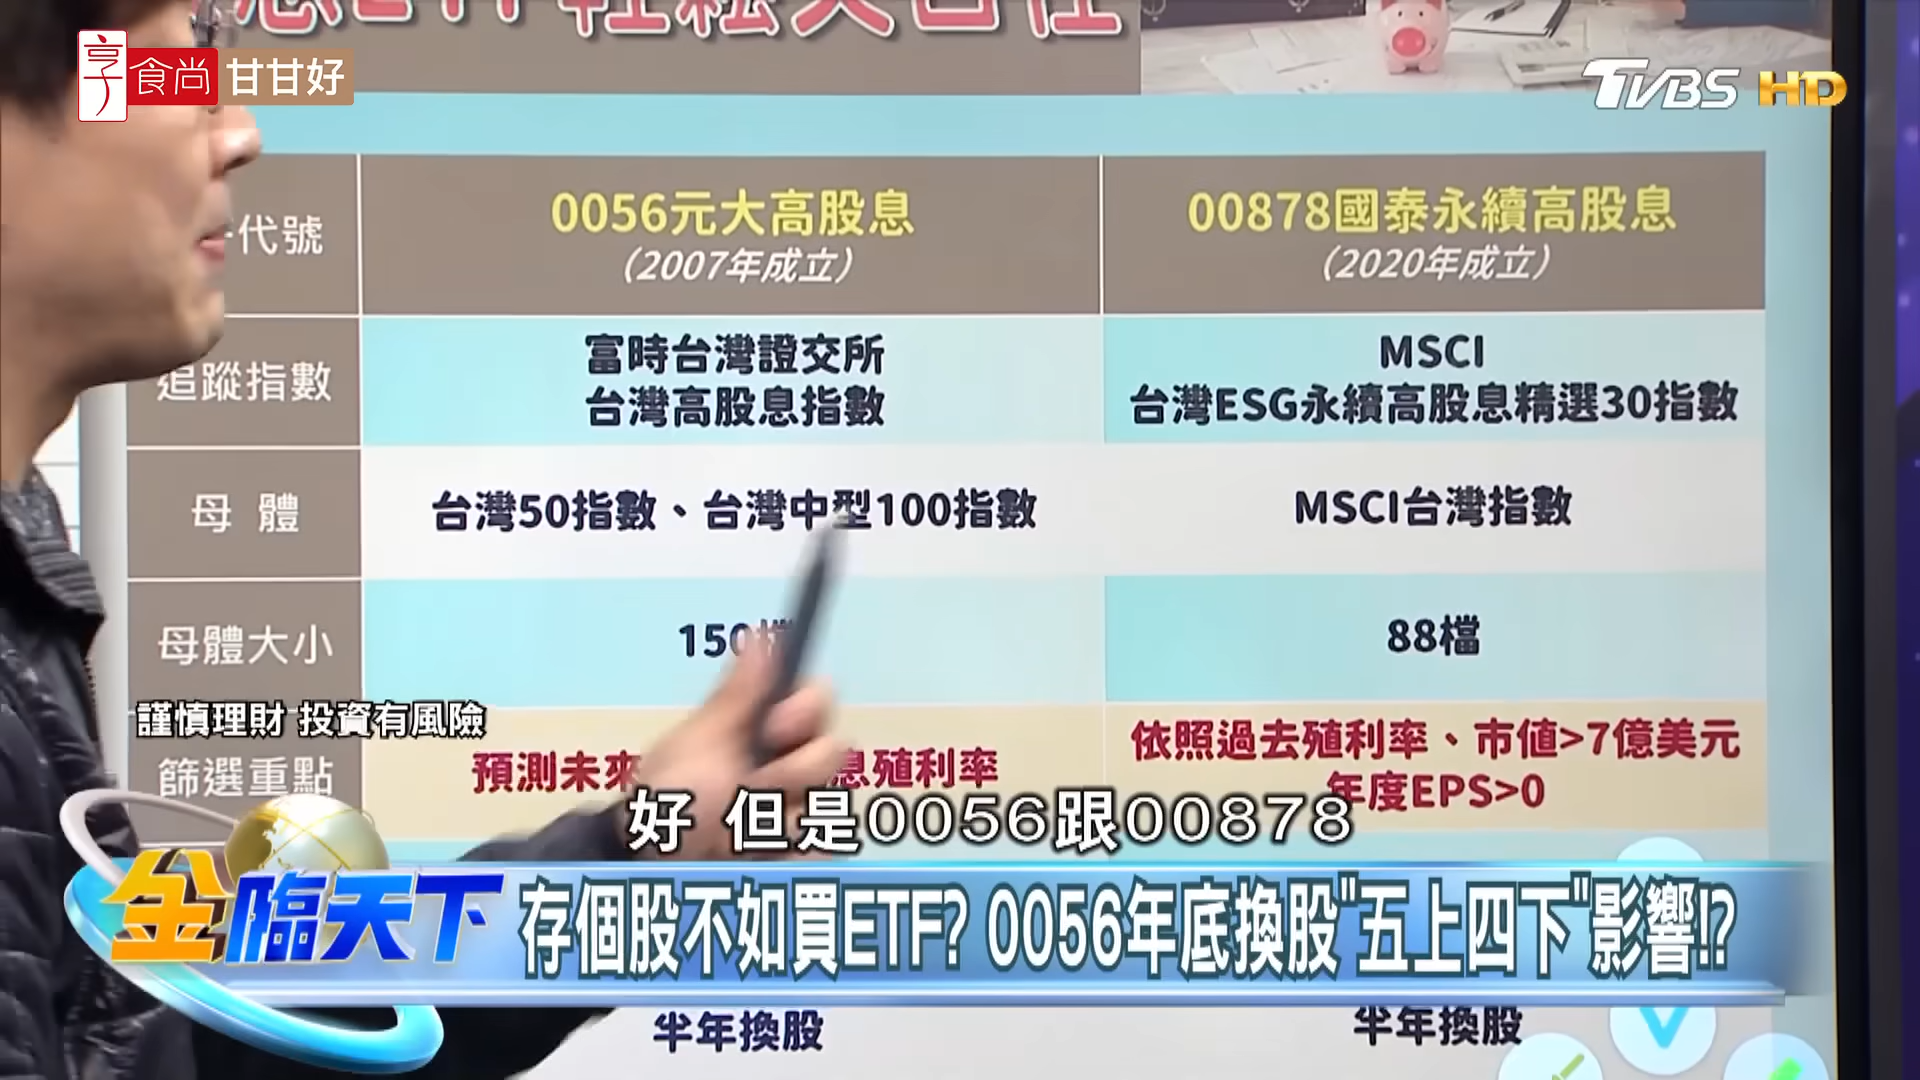 享食尚 甘甘好
TVBS HD
代號
0056元大高股息
(2007年成立)
00878國泰永續高股息
(2020年成立)
追蹤指數
富時台灣證交所
台灣高股息指數
MSCI
台灣ESG永續高股息精選30指數
母 體
台灣50指數、台灣中型100指數
MSCI台灣指數
母體大小
150檔
88檔
謹慎理財 投資有風險
篩選重點
預測未來 息殖利率
依照過去殖利率、市值>7億美元
年度EPS>0
好 但是0056跟00878
金臨天下
存個股不如買ETF? 0056年底換股"五上四下"影響!?
半年換股
半年換股